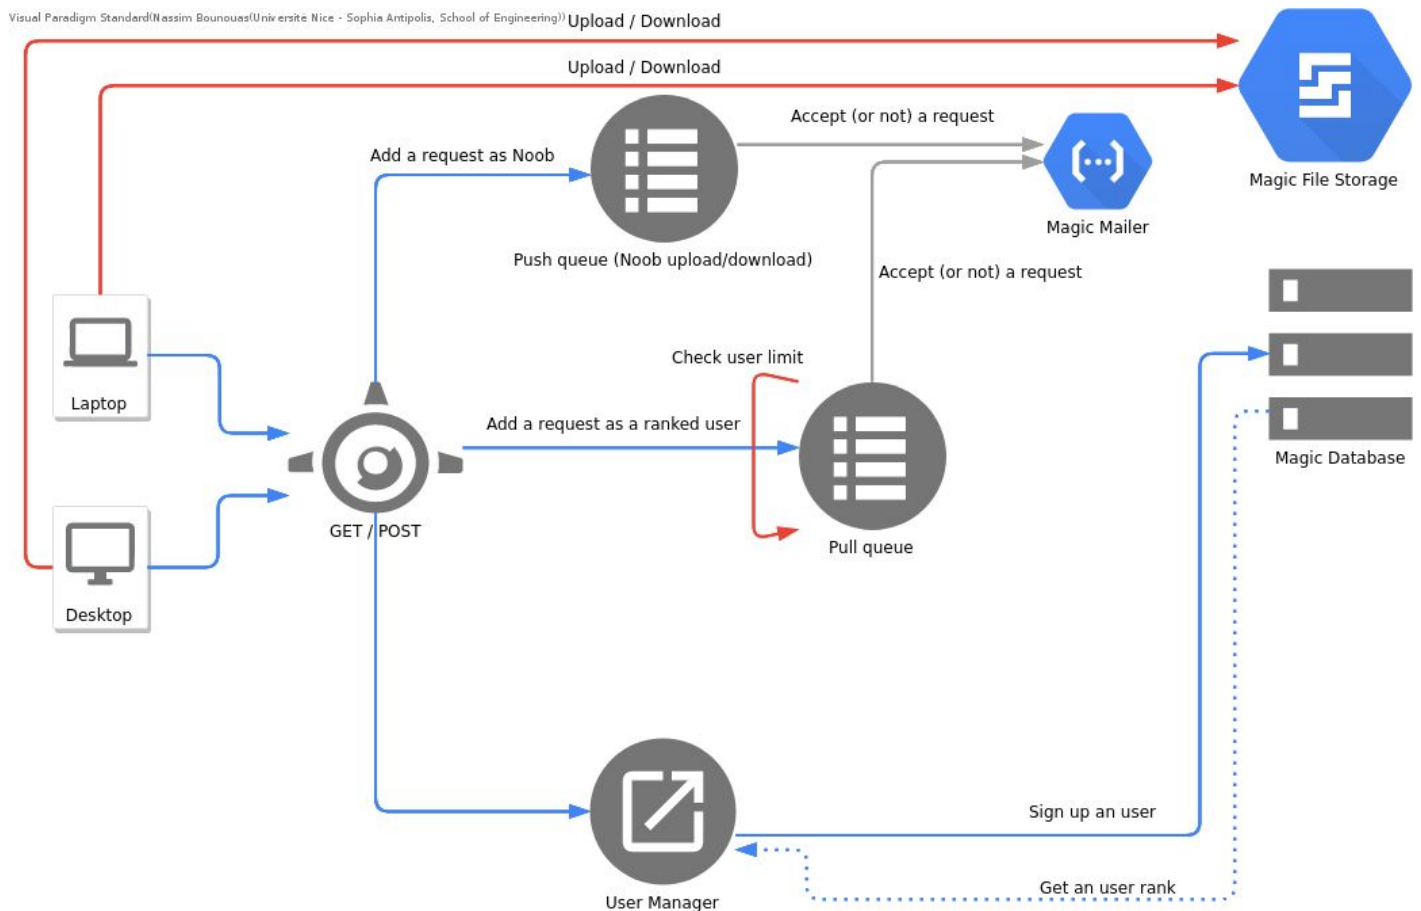 Visual Paradigm Standard(Nassim Bounouas(Université Nice - Sophia Antipolis, School of Engineering))
Upload / Download
Upload / Download
Accept (or not) a request
Add a request as Noob
Magic File Storage
Magic Mailer
Push queue (Noob upload/download)
Accept (or not) a request
Check user limit
Laptop
Add a request as a ranked user
Magic Database
GET / POST
Pull queue
Desktop
Sign up an user
Get an user rank
User Manager